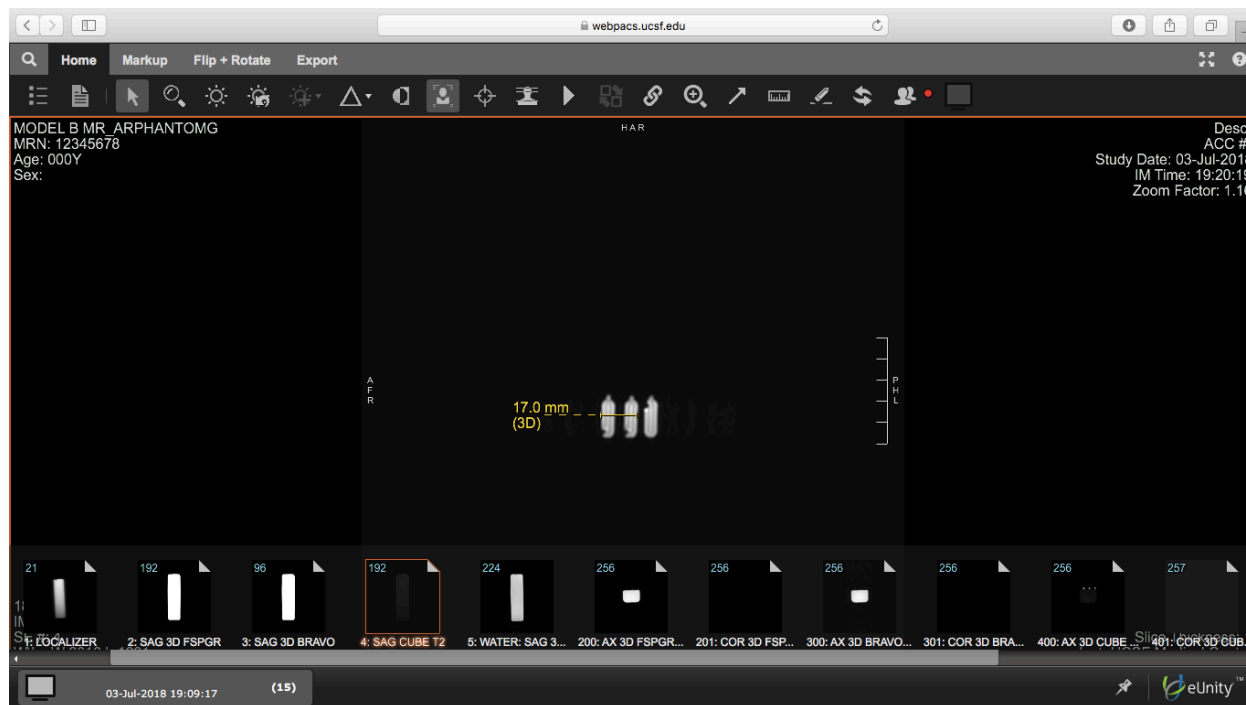 webpacs.ucsf.edu
Home Markup Flip + Rotate Export
MODEL B MR_ARPHANTOMG
MRN: 12345678
Age: 000Y
Sex:
HAR
Desc
ACC #
Study Date: 03-Jul-201
IM Time: 19:20:19
Zoom Factor: 1.1
A
F
R
P
H
L
17.0 mm
(3D)
21 192 96 192 224 256 256 256 256 256 257
1: LOCALIZER 2: SAG 3D FSPGR 3: SAG 3D BRAVO 4: SAG CUBE T2 5: WATER: SAG 3... 200: AX 3D FSPGR... 201: COR 3D FSP... 300: AX 3D BRAVO... 301: COR 3D BRA... 400: AX 3D CUBE ... 401: COR 3D CUB.
03-Jul-2018 19:09:17 (15)
eUnity™